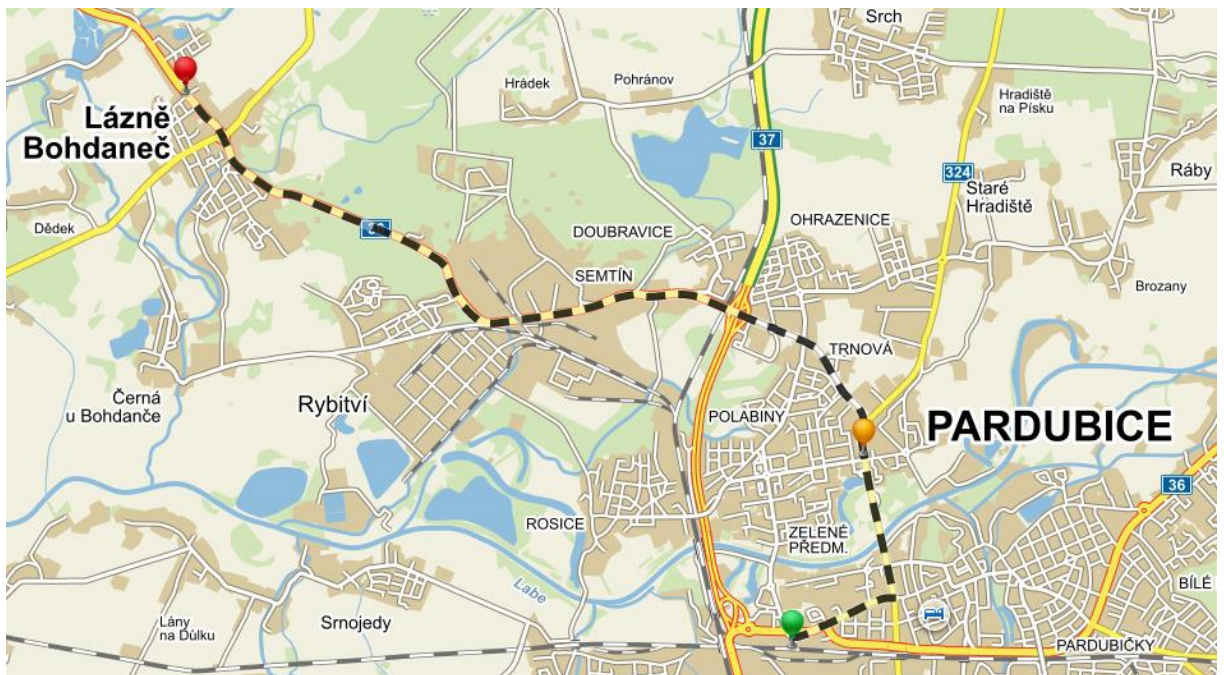 Srch
Hrádek
Pohránov
Hradiště
na Písku
Lázně
Bohdaneč
37
324
Staré
Hradiště
Ráby
Dědek
DOUBRAVICE
OHRAZENICE
SEMTÍN
Brozany
TRNOVÁ
Černá
u Bohdanče
Rybitví
POLABINY
PARDUBICE
36
ROSICE
ZELENÉ
PŘEDM.
Labe
BÍLÉ
Lány
na Důlku
Srnojedy
PARDUBIČKY